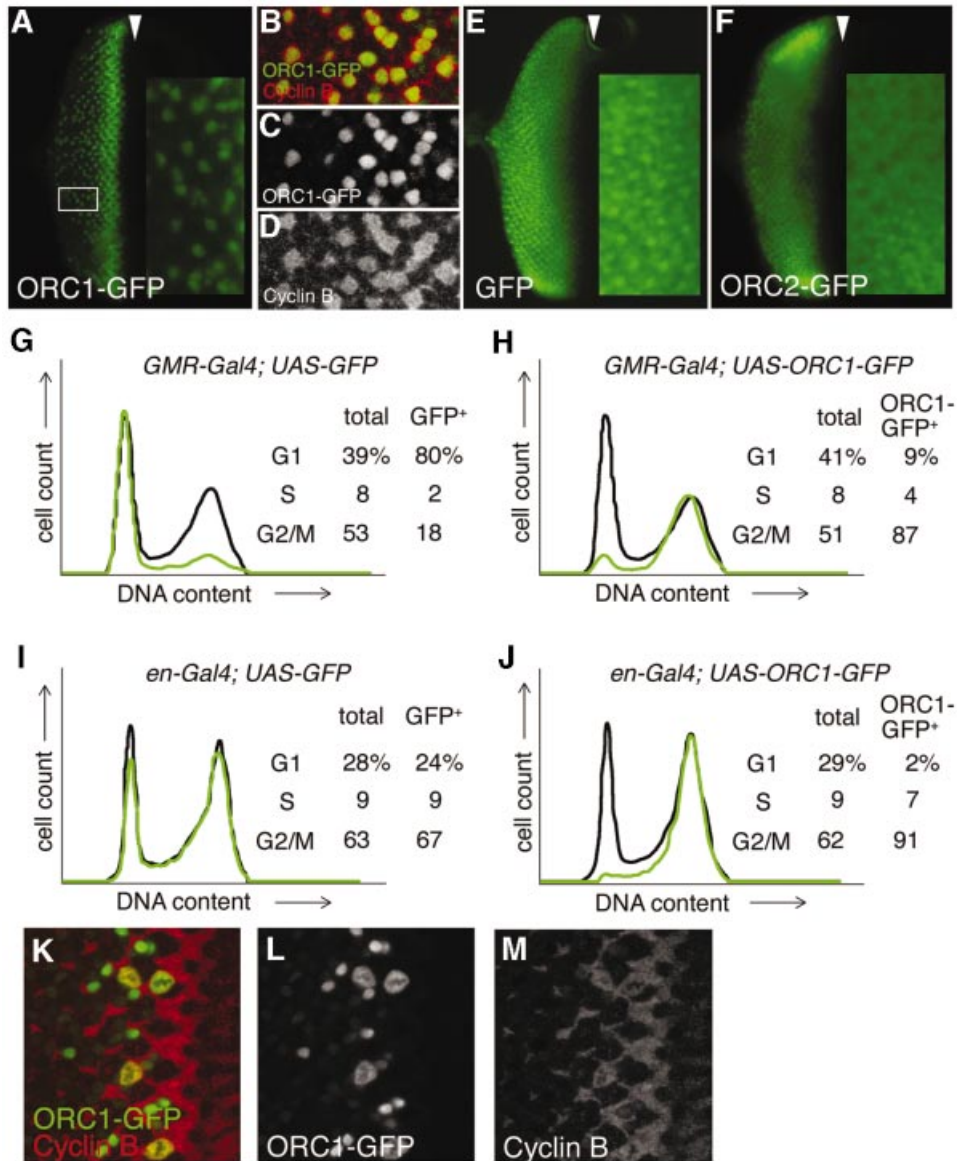 A
ORC1-GFP
B
ORC1-GFP
Cyclin B
C
ORC1-GFP
D
Cyclin B
E
GFP
F
ORC2-GFP
G
GMR-Gal4; UAS-GFP
total GFP+
G1 39% 80%
S 8 2
G2/M 53 18
cell count
DNA content
H
GMR-Gal4; UAS-ORC1-GFP
total ORC1-
GFP+
G1 41% 9%
S 8 4
G2/M 51 87
cell count
DNA content
I
en-Gal4; UAS-GFP
total GFP+
G1 28% 24%
S 9 9
G2/M 63 67
cell count
DNA content
J
en-Gal4; UAS-ORC1-GFP
total ORC1-
GFP+
G1 29% 2%
S 9 7
G2/M 62 91
cell count
DNA content
K
ORC1-GFP
Cyclin B
L
ORC1-GFP
M
Cyclin B